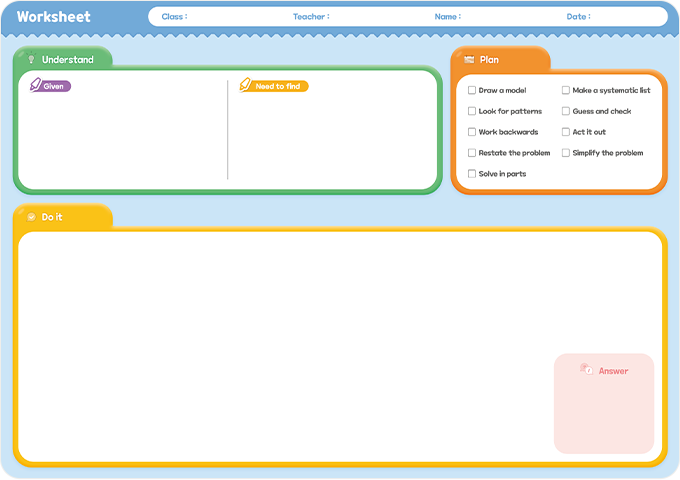 Worksheet
Class : Teacher : Name : Date :
Understand
Given
Need to find
Plan
Draw a model
Make a systematic list
Look for patterns
Guess and check
Work backwards
Act it out
Restate the problem
Simplify the problem
Solve in parts
Do it
Answer